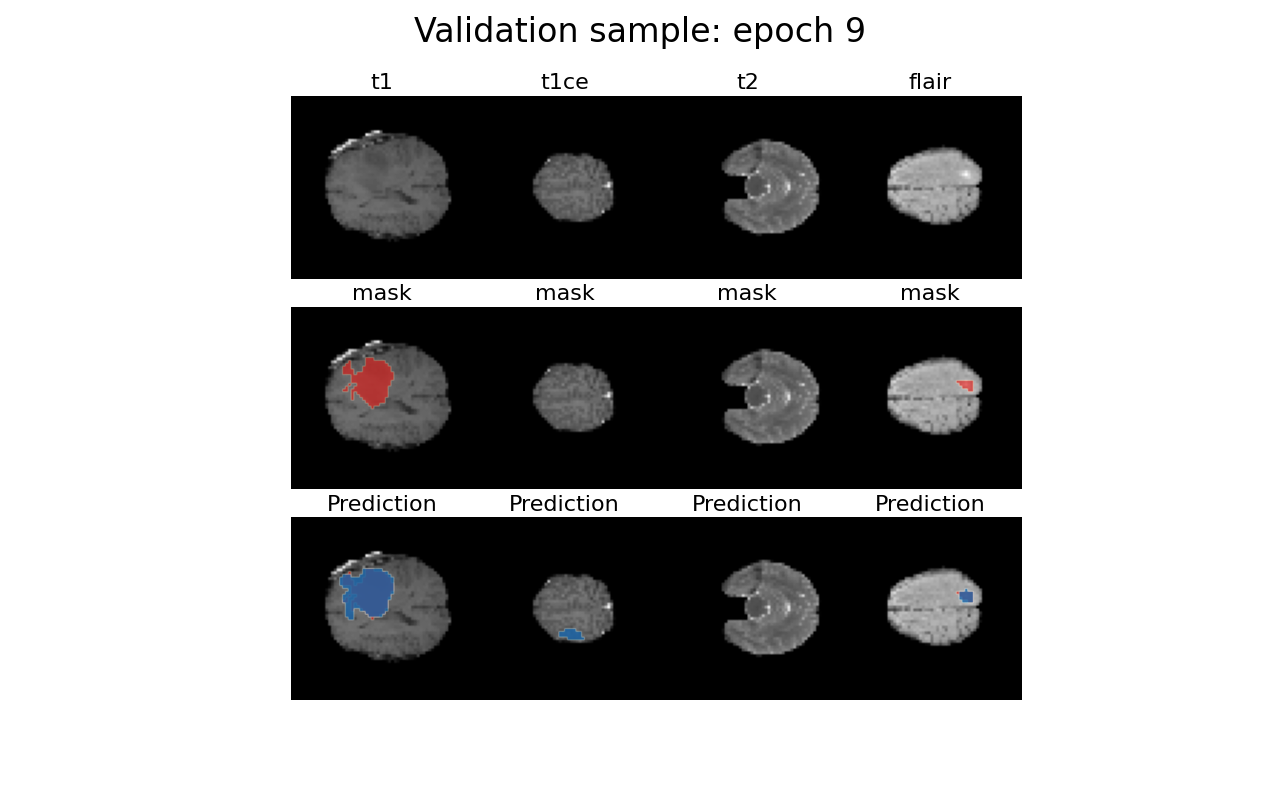 Validation sample: epoch 9
t1 t1ce t2 flair
mask mask mask mask
Prediction Prediction Prediction Prediction